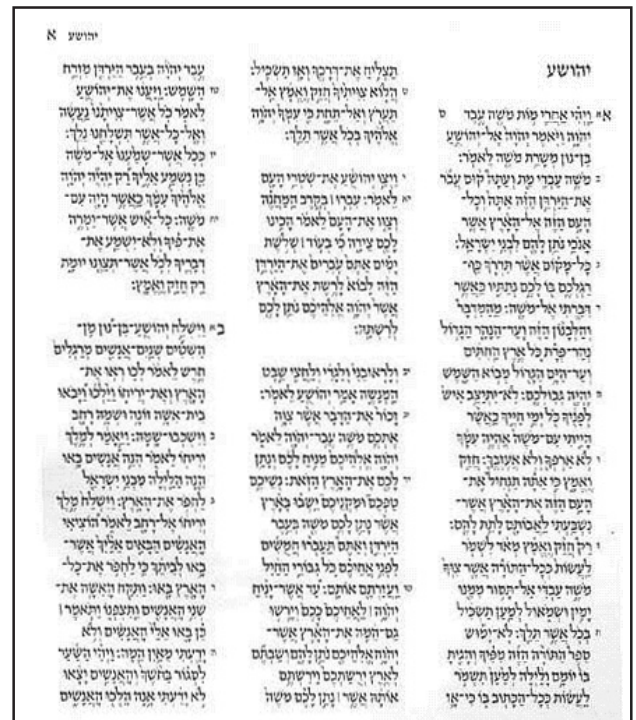 יהושע א
יהושע
א ויהי אחרי מות משה עבד ס
יהוה ויאמר יהוה אל־יהושע
בן־נון משרת משה לאמר׃
ב משה עבדי מת ועתה קום עבר
את־הירדן הזה אתה וכל־
העם הזה אל־הארץ אשר
אנכי נתן להם לבני ישראל׃
ג כל־מקום אשר תדרך כף־
רגלכם בו לכם נתתיו כאשר
ד דברתי אל־משה׃ מהמדבר
והלבנון הזה ועד־הנהר הגדול
נהר־פרת כל ארץ החתים
ועד־הים הגדול מבוא השמש
ה יהיה גבולכם׃ לא־יתיצב איש
לפניך כל ימי חייך כאשר
הייתי עם־משה אהיה עמך
ו לא ארפך ולא אעזבך׃ חזק
ואמץ כי אתה תנחיל את־
העם הזה את־הארץ אשר־
נשבעתי לאבותם לתת להם׃
ז רק חזק ואמץ מאד לשמר
לעשות ככל־התורה אשר צוך
משה עבדי אל־תסור ממנו
ימין ושמאול למען תשכיל
ח בכל אשר תלך׃ לא־ימוש
ספר התורה הזה מפיך והגית
בו יומם ולילה למען תשמר
לעשות ככל־הכתוב בו כי־אז
תצליח את־דרכך ואז תשכיל׃
ט הלוא צויתיך חזק ואמץ אל־
תערץ ואל־תחת כי עמך יהוה
אלהיך בכל אשר תלך׃
י ויצו יהושע את־שטרי העם
יא לאמר׃ עברו ׀ בקרב המחנה
וצוו את־העם לאמר הכינו
לכם צידה כי בעוד ׀ שלשת
ימים אתם עברים את־הירדן
הזה לבוא לרשת את־הארץ
אשר יהוה אלהיכם נתן לכם
לרשתה׃
יב ולראובני ולגדי ולחצי שבט
המנשה אמר יהושע לאמר׃
יג זכור את־הדבר אשר צוה
אתכם משה עבד־יהוה לאמר
יהוה אלהיכם מניח לכם ונתן
יד לכם את־הארץ הזאת׃ נשיכם
טפכם ומקניכם ישבו בארץ
אשר נתן לכם משה בעבר
הירדן ואתם תעברו חמשים
לפני אחיכם כל גבורי החיל
טו ועזרתם אותם׃ עד אשר־יניח
יהוה ׀ לאחיכם ככם וירשו
גם־המה את־הארץ אשר־
יהוה אלהיכם נתן להם ושבתם
לארץ ירשתכם וירשתם
אותה אשר ׀ נתן לכם משה
עבד יהוה בעבר הירדן מזרח
טז השמש׃ ויענו את־יהושע
לאמר כל אשר־צויתנו נעשה
ואל־כל־אשר תשלחנו נלך׃
יז ככל אשר־שמענו אל־משה
כן נשמע אליך רק יהיה יהוה
אלהיך עמך כאשר היה עם־
יח משה׃ כל־איש אשר־ימרה
את־פיך ולא־ישמע את־
דבריך לכל אשר־תצונו יומת
רק חזק ואמץ׃
ב וישלח יהושע־בן־נון מן־
השטים שנים־אנשים מרגלים
חרש לאמר לכו ראו את־
הארץ ואת־יריחו וילכו ויבאו
בית־אשה זונה ושמה רחב
ב וישכבו־שמה׃ ויאמר למלך
יריחו לאמר הנה אנשים באו
הנה הלילה מבני ישראל
ג לחפר את־הארץ׃ וישלח מלך
יריחו אל־רחב לאמר הוציאי
האנשים הבאים אליך אשר־
באו לביתך כי לחפר את־כל־
ד הארץ באו׃ ותקח האשה את־
שני האנשים ותצפנו ותאמר ׀
כן באו אלי האנשים ולא
ה ידעתי מאין המה׃ ויהי השער
לסגור בחשך והאנשים יצאו
לא ידעתי אנה הלכו האנשים